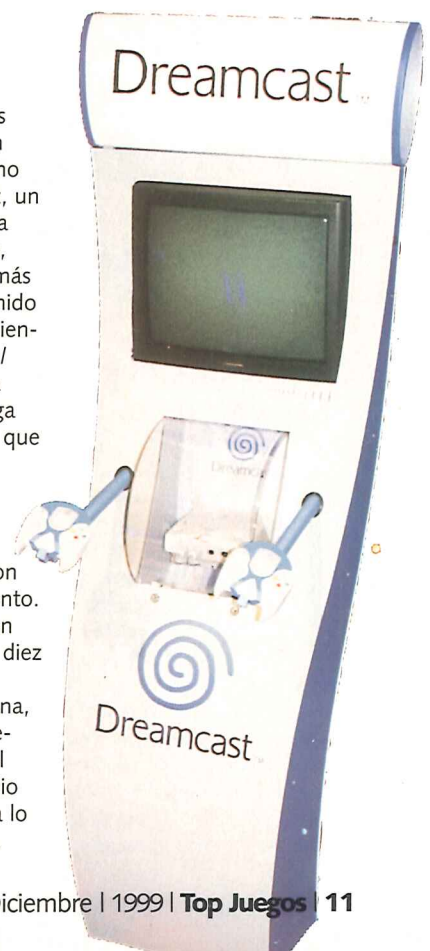 Dreamcast
s
n
no
, un
a
,
más
nido
ien-
l
ga
que
Dreamcast
on
nto.
n
diez
na,
e-
l
io
a lo
Dreamcast
iciembre | 1999 | Top Juegos | 11